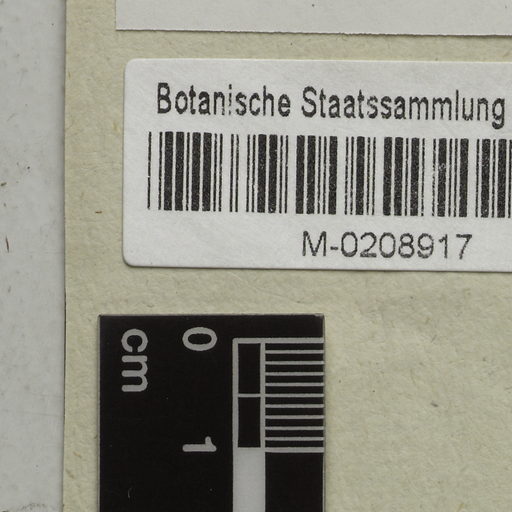 Botanische Staatssammlung
M-0208917
0
cm
1